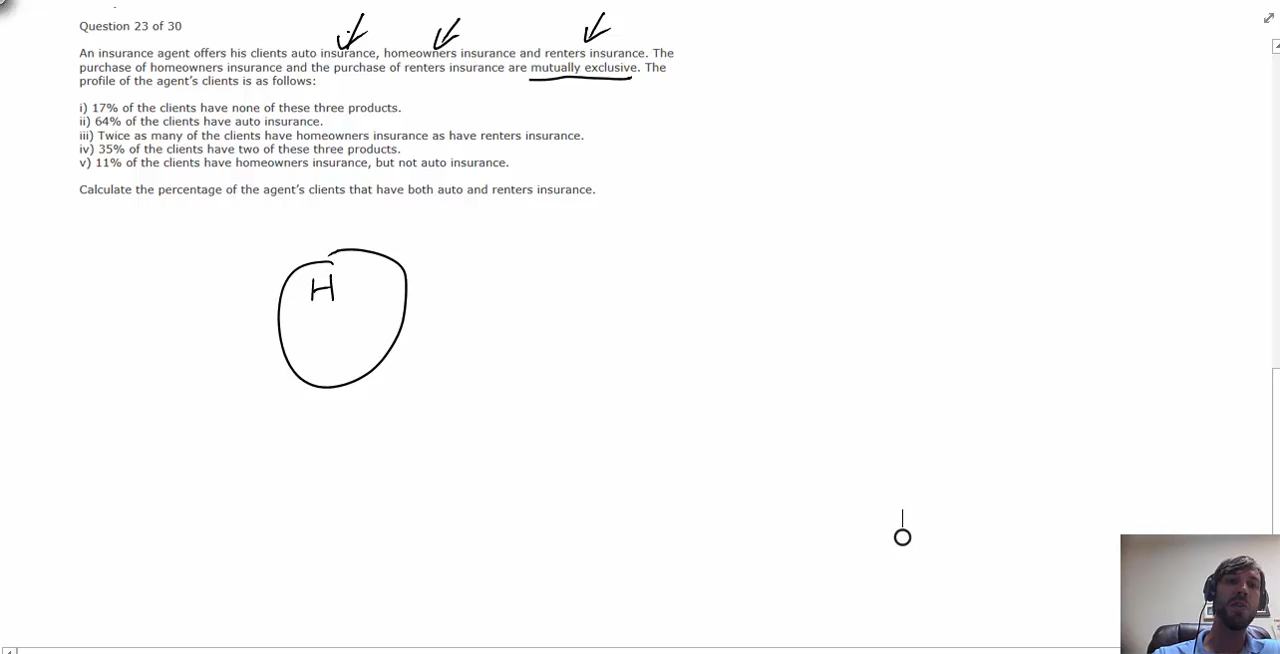 Question 23 of 30
An insurance agent offers his clients auto insurance, homeowners insurance and renters insurance. The
purchase of homeowners insurance and the purchase of renters insurance are mutually exclusive. The
profile of the agent's clients is as follows:
i) 17% of the clients have none of these three products.
ii) 64% of the clients have auto insurance.
iii) Twice as many of the clients have homeowners insurance as have renters insurance.
iv) 35% of the clients have two of these three products.
v) 11% of the clients have homeowners insurance, but not auto insurance.
Calculate the percentage of the agent's clients that have both auto and renters insurance.
H